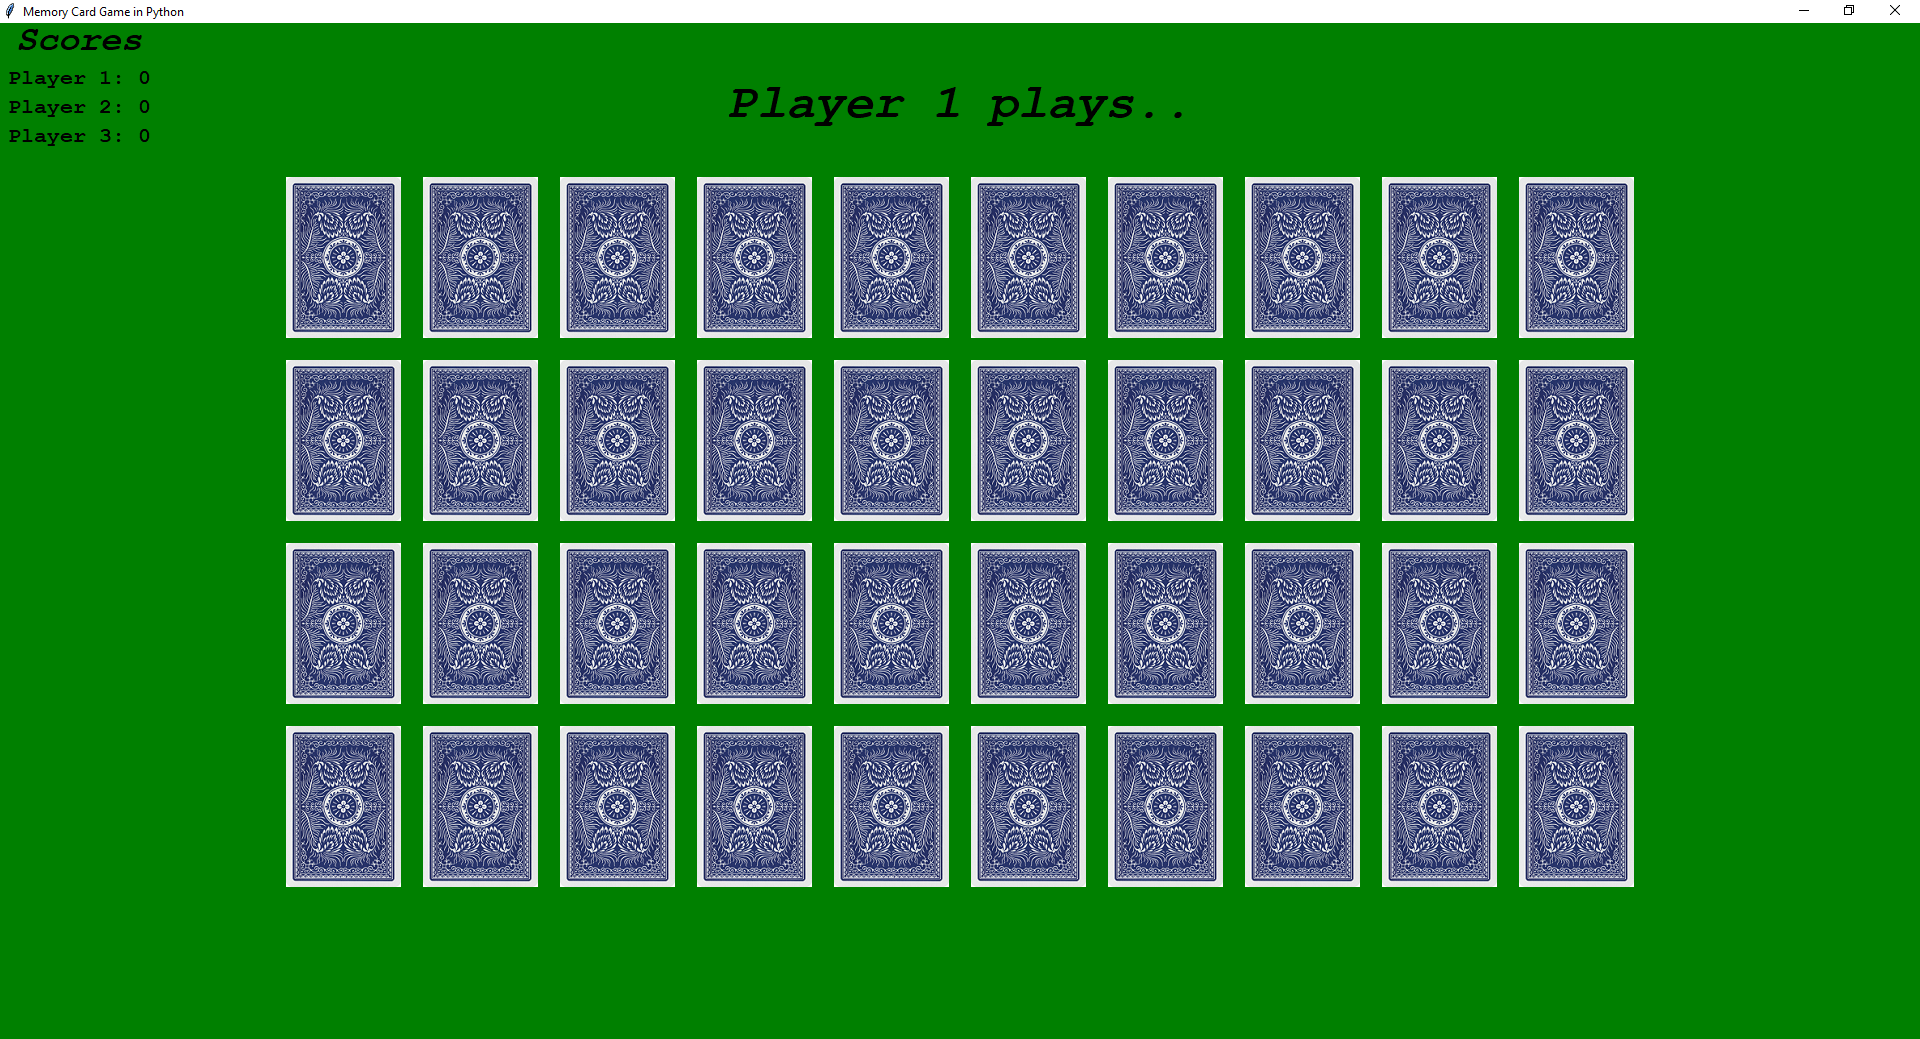 Memory Card Game in Python
Scores
Player 1: 0
Player 2: 0
Player 3: 0
Player 1 plays..